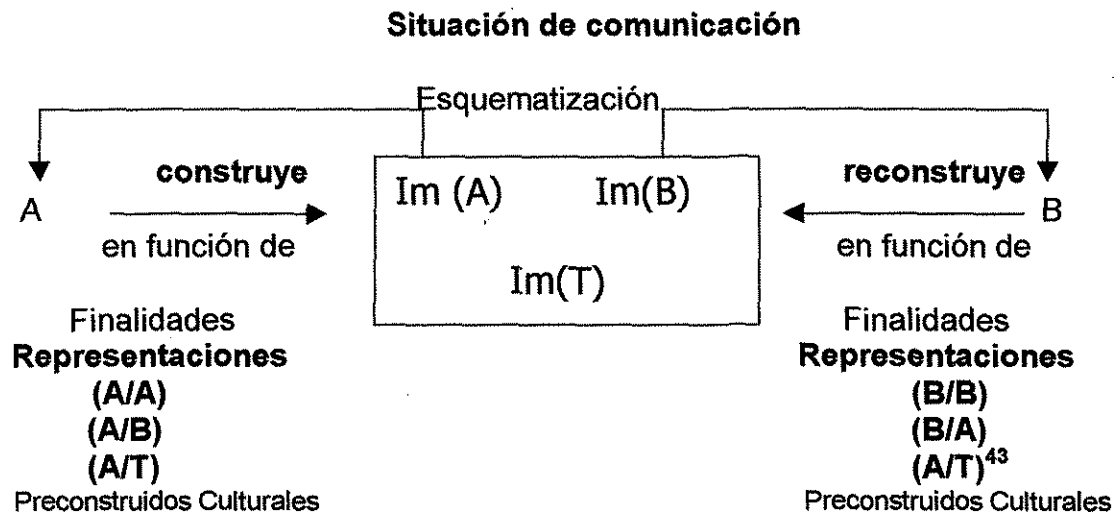 Situación de comunicación
Esquematización
construye
reconstruye
Im (A)
Im(B)
A
B
en función de
en función de
Im(T)
Finalidades
Finalidades
Representaciones
Representaciones
(A/A)
(B/B)
(A/B)
(B/A)
(A/T)
(A/T)43
Preconstruidos Culturales
Preconstruidos Culturales